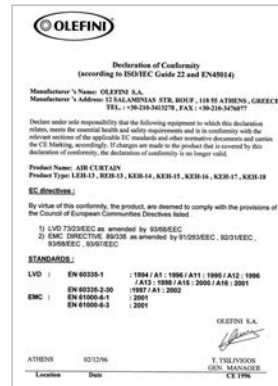 OLEFINI
Declaration of Conformity
(according to ISO/IEC Guide 22 and EN45014)
Manufacturer 's Name: OLEFINI S.A.
Manufacturer 's Address: 12 SALAMINIAS STR. ROUF , 118 55 ATHENS , GREECE
TEL. : +30-210-3413278 , FAX : +30-210-3476077
Declare under sole responsibility that the following equipment to which this declaration
relates, meets the essential health and safety requirements and is in conformity with the
relevant sections of the applicable EC standards and other normative documents and carries
the CE Marking, accordingly. If changes are made to the product that is covered by this
declaration of conformity, the declaration of conformity is no longer valid.
Product Name: AIR CURTAIN
Product Type: LEH-13 , REH-13 , KEH-14 , KEH-15 , KEH-16 , KEH-17 , KEH-18
EC directives :
By virtue of this conformity, the product, are deemed to comply with the provisions of
the Council of European Communities Directives listed .
1) LVD 73/23/EEC as amended by 93/68/EEC
2) EMC DIRECTIVE 89/336 as amended by 91/263/EEC , 92/31/EEC ,
93/68/EEC , 93/97/EEC
STANDARDS :
LVD : EN 60335-1 : 1994 / A1 : 1996 / A11 : 1995 / A12 : 1996
/ A13 : 1998 / A15 : 2000 / A16 : 2001
EN 60335-2-30 :1997 / A1 : 2002
EMC : EN 61000-6-1 : 2001
EN 61000-6-3 : 2001
OLEFINI S.A.
ATHENS 02/12/96 T. TSILIVOGS
GEN. MANAGER
Location Date CE 1996